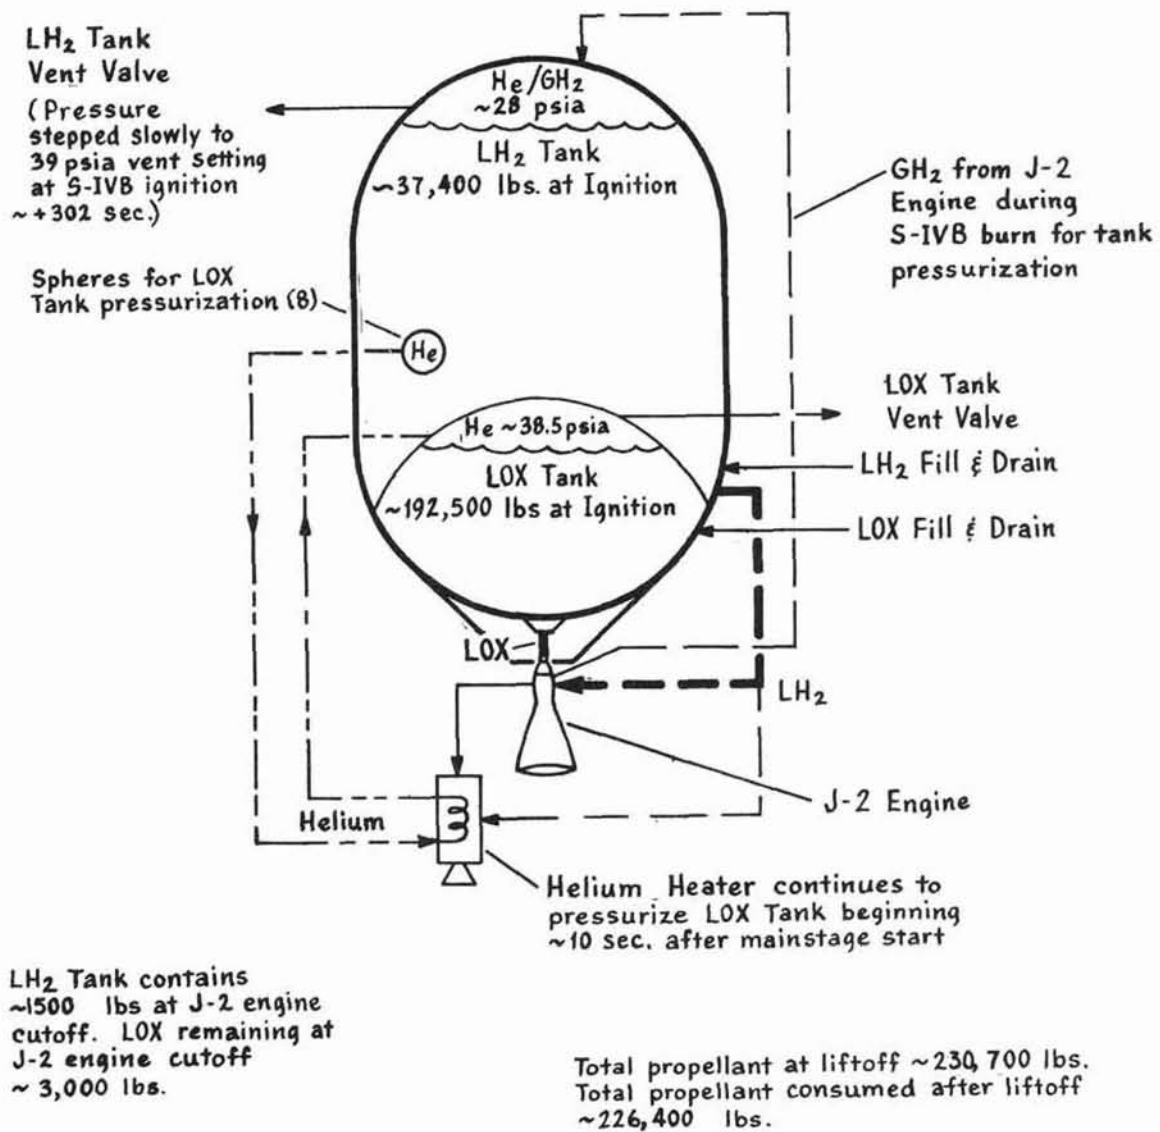 LH₂ Tank
Vent Valve
(Pressure
stepped slowly to
39 psia vent setting
at S-IVB ignition
~+302 sec.)
He/GH₂
~28 psia
LH₂ Tank
~37,400 lbs. at Ignition
GH₂ from J-2
Engine during
S-IVB burn for tank
pressurization
Spheres for LOX
Tank pressurization (8)
He
LOX Tank
Vent Valve
He ~38.5 psia
LOX Tank
~192,500 lbs at Ignition
LH₂ Fill & Drain
LOX Fill & Drain
LOX
LH₂
J-2 Engine
Helium
Helium Heater continues to
pressurize LOX Tank beginning
~10 sec. after mainstage start
LH₂ Tank contains
~1500 lbs at J-2 engine
cutoff. LOX remaining at
J-2 engine cutoff
~ 3,000 lbs.
Total propellant at liftoff ~230,700 lbs.
Total propellant consumed after liftoff
~226,400 lbs.